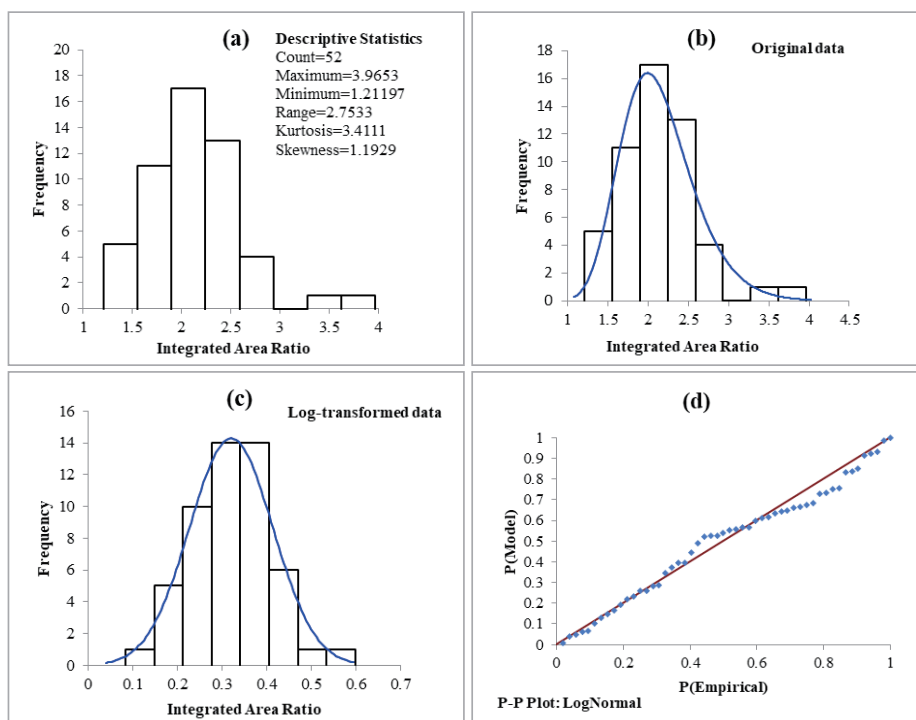 (a)
Descriptive Statistics
Count=52
Maximum=3.9653
Minimum=1.21197
Range=2.7533
Kurtosis=3.4111
Skewness=1.1929
Frequency
20
18
16
14
12
10
8
6
4
2
0
1 1.5 2 2.5 3 3.5 4
Integrated Area Ratio
(b)
Original data
Frequency
18
16
14
12
10
8
6
4
2
0
1 1.5 2 2.5 3 3.5 4 4.5
Integrated Area Ratio
(c)
Log-transformed data
Frequency
16
14
12
10
8
6
4
2
0
0 0.1 0.2 0.3 0.4 0.5 0.6 0.7
Integrated Area Ratio
(d)
P(Model)
1
0.9
0.8
0.7
0.6
0.5
0.4
0.3
0.2
0.1
0
0 0.2 0.4 0.6 0.8 1
P(Empirical)
P-P Plot: LogNormal